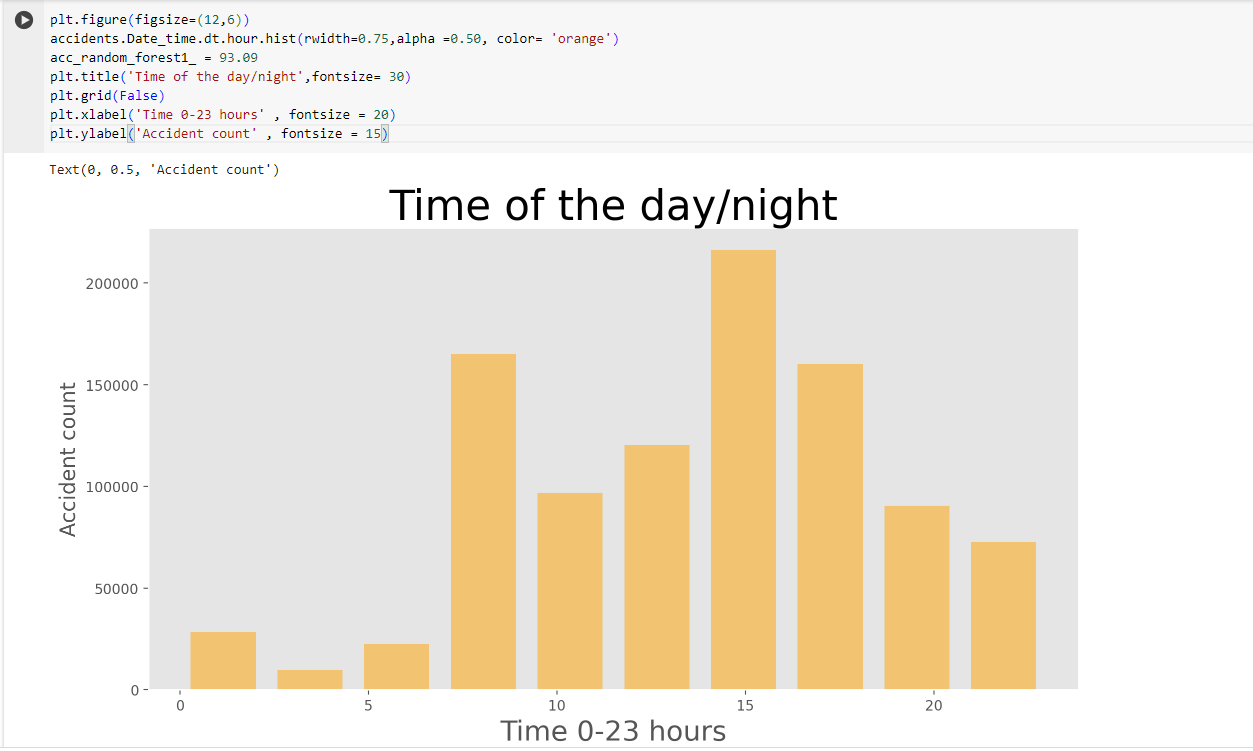 plt.figure(figsize=(12,6))
accidents.Date_time.dt.hour.hist(rwidth=0.75,alpha =0.50, color= 'orange')
acc_random_forest1_ = 93.09
plt.title('Time of the day/night',fontsize= 30)
plt.grid(False)
plt.xlabel('Time 0-23 hours' , fontsize = 20)
plt.ylabel('Accident count' , fontsize = 15)
Text(0, 0.5, 'Accident count')
Time of the day/night
Accident count
200000
150000
100000
50000
0
0 5 10 15 20
Time 0-23 hours